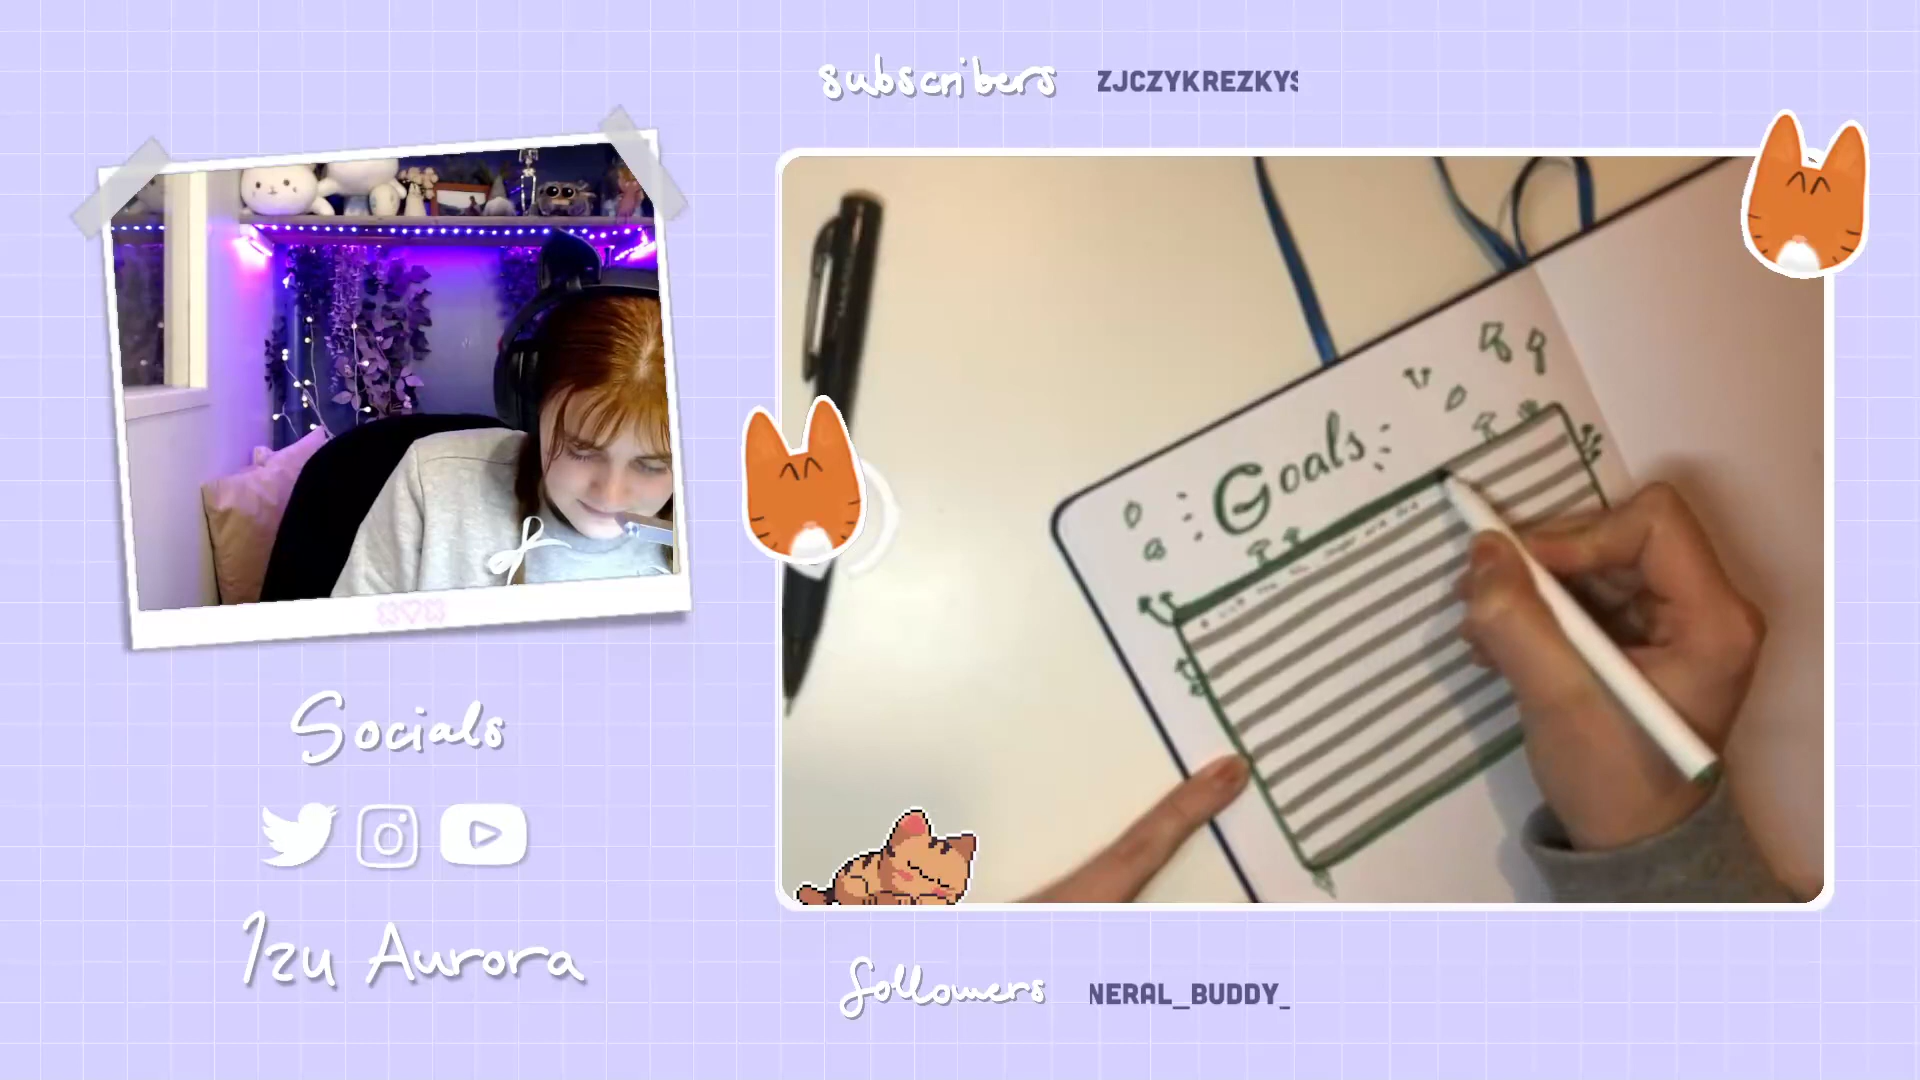 subscribers ZJCZYKREZKYS
Goals
Socials
Izu Aurora
followers NERAL_BUDDY_